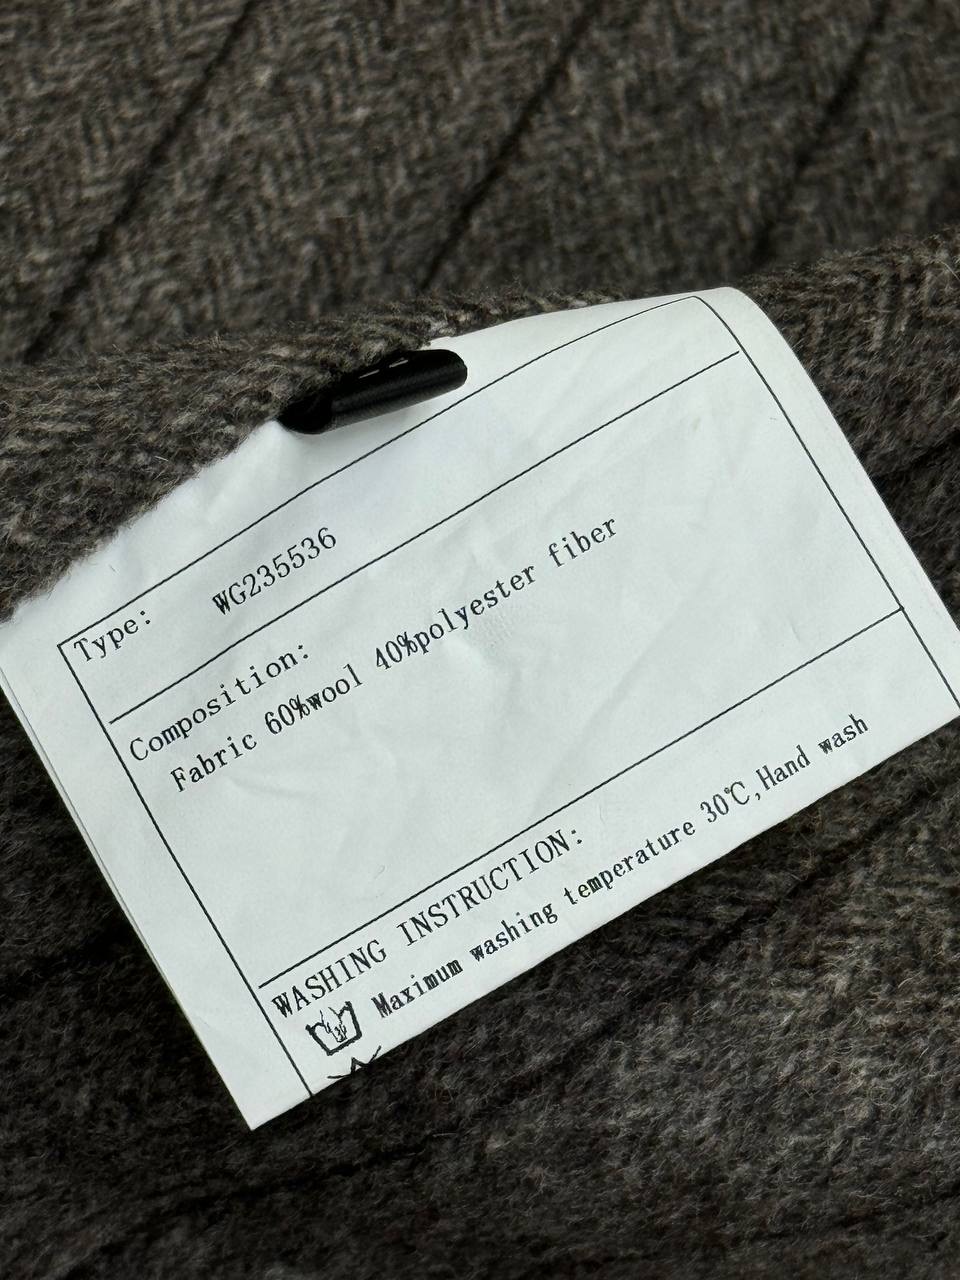 Type: WG235536
Composition:
Fabric 60%wool 40%polyester fiber
WASHING INSTRUCTION:
Maximum washing temperature 30℃,Hand wash